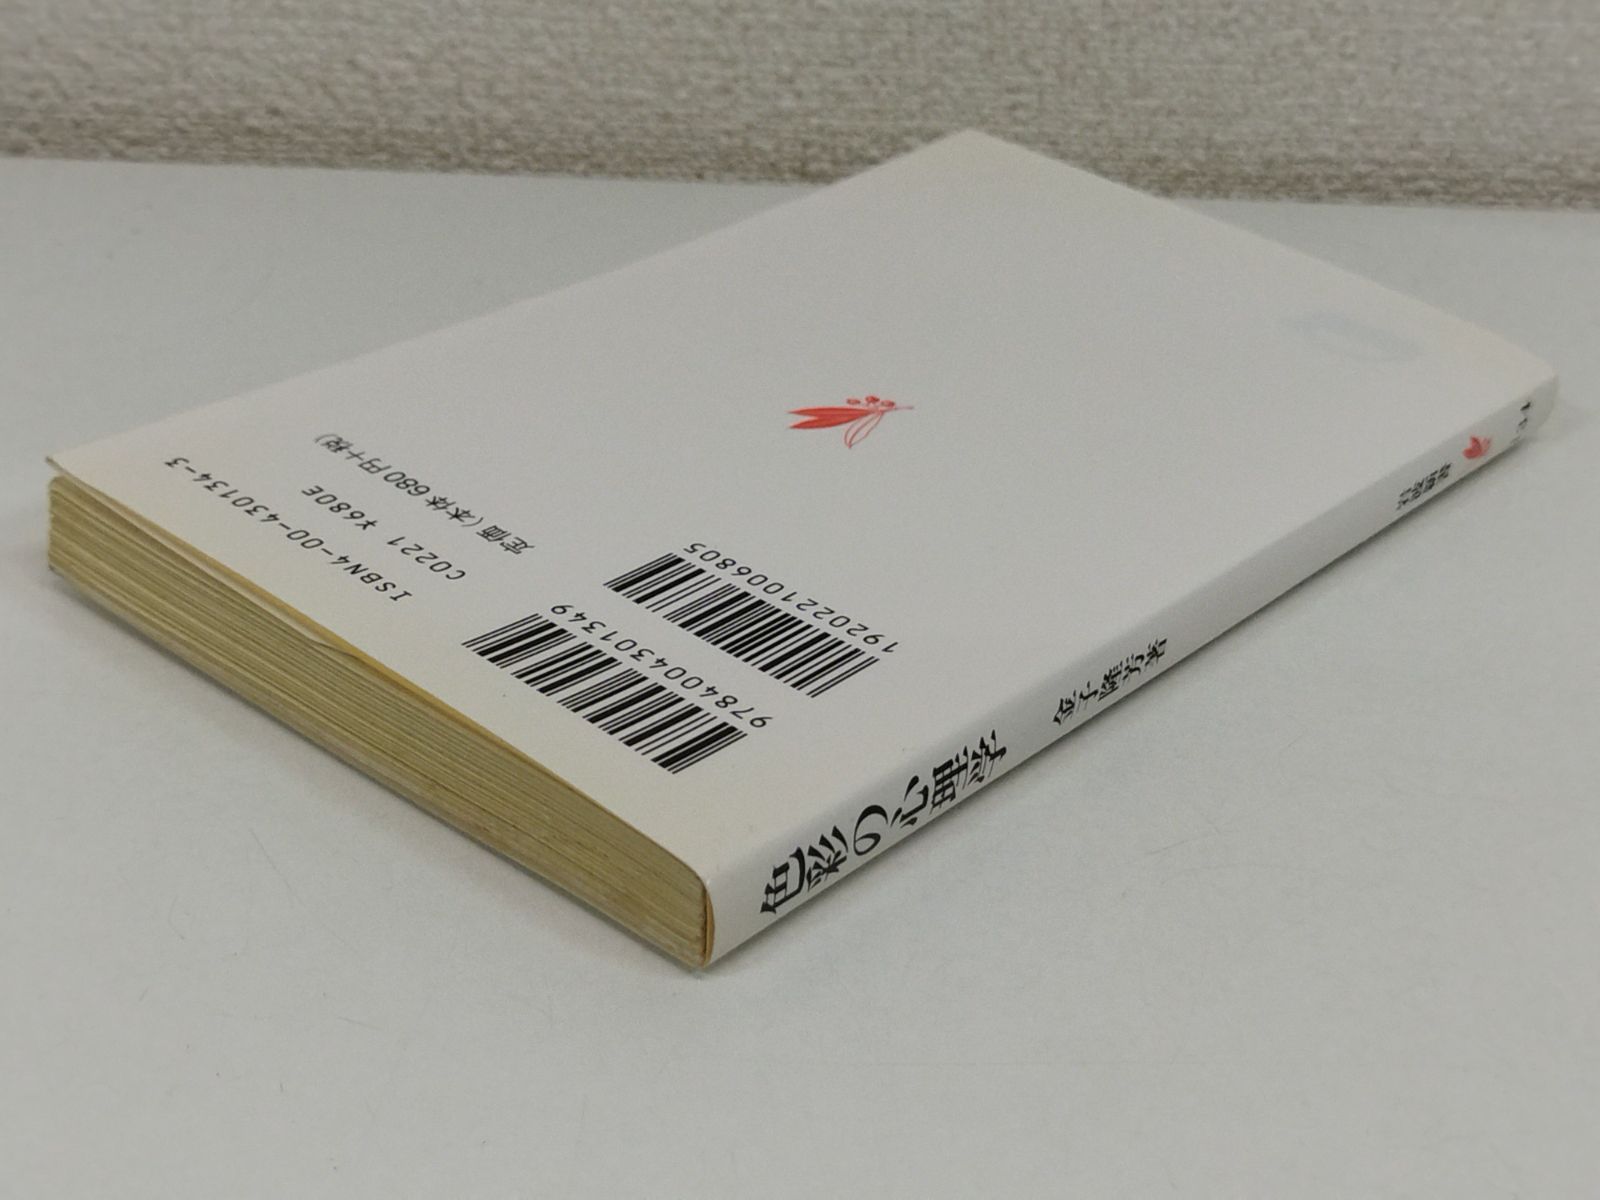 9784004301349
1920221006805
ISBN4-00-430134-3
C0221 ¥680E
定価(本体680円+税)
色彩の心理学
金子隆芳著
岩波新書
134